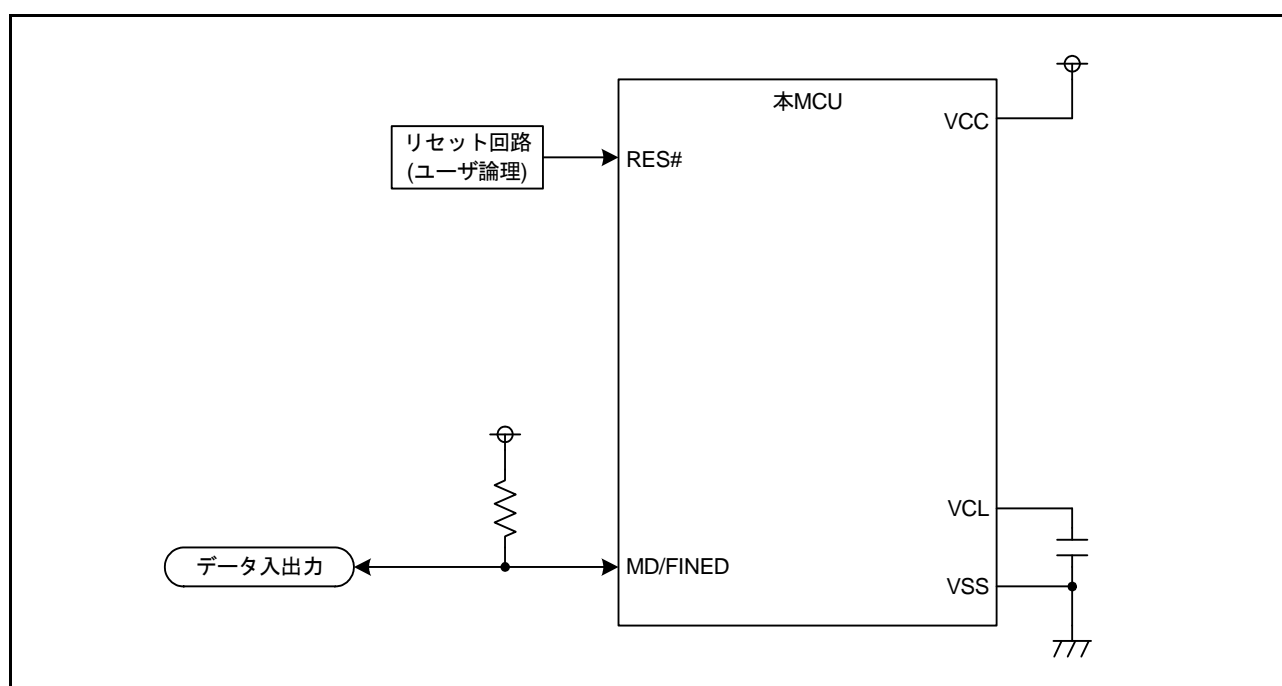 本MCU
VCC
リセット回路
(ユーザ論理)
RES#
VCL
データ入出力
MD/FINED
VSS